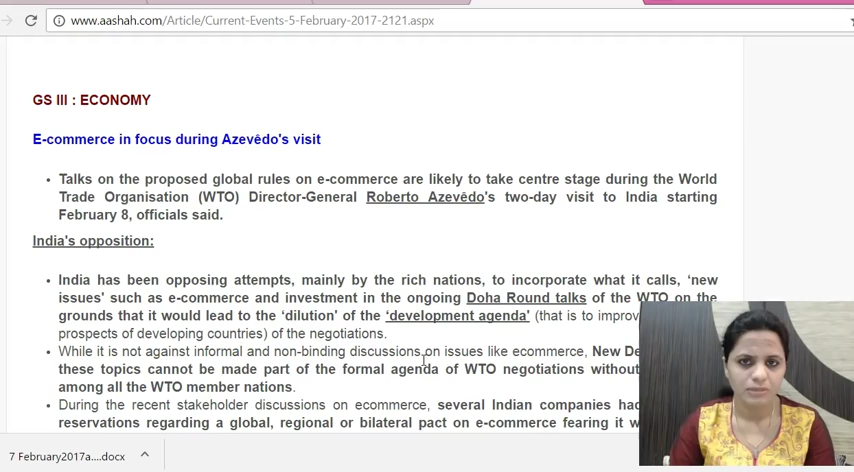 www.aashah.com/Article/Current-Events-5-February-2017-2121.aspx
GS III : ECONOMY
E-commerce in focus during Azevêdo's visit
• Talks on the proposed global rules on e-commerce are likely to take centre stage during the World
Trade Organisation (WTO) Director-General Roberto Azevêdo's two-day visit to India starting
February 8, officials said.
India's opposition:
• India has been opposing attempts, mainly by the rich nations, to incorporate what it calls, ‘new
issues' such as e-commerce and investment in the ongoing Doha Round talks of the WTO on the
grounds that it would lead to the ‘dilution' of the ‘development agenda' (that is to
prospects of developing countries) of the negotiations.
• While it is not against informal and non-binding discussions on issues like ecommerce, New
these topics cannot be made part of the formal agenda of WTO negotiations without
among all the WTO member nations.
• During the recent stakeholder discussions on ecommerce, several Indian companies
reservations regarding a global, regional or bilateral pact on e-commerce fearing it
7 February2017a....docx